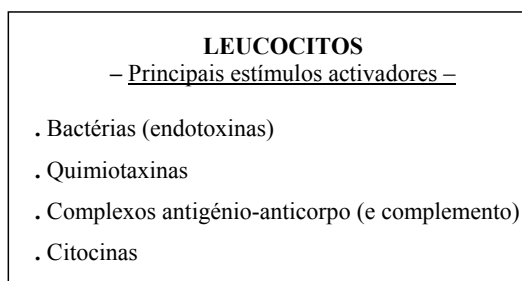 LEUCOCITOS
– Principais estímulos activadores –
. Bactérias (endotoxinas)
. Quimiotaxinas
. Complexos antigénio-anticorpo (e complemento)
. Citocinas